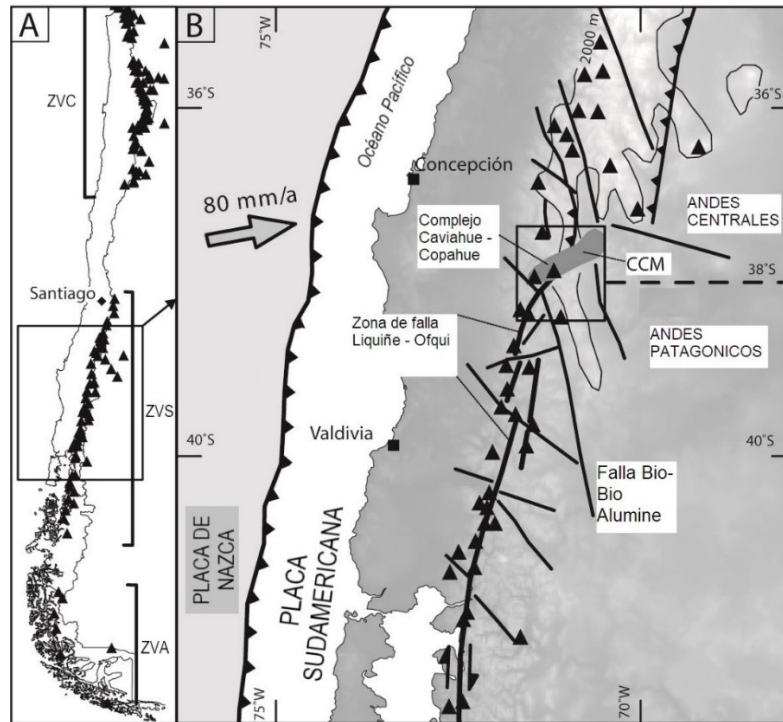 A
ZVC
Santiago
ZVS
ZVA
B
75°W
70°W
2000 m
36°S
36°S
Océano Pacífico
Concepción
80 mm/a
Complejo
Caviahue -
Copahue
ANDES
CENTRALES
CCM
38°S
Zona de falla
Liquiñe - Ofqui
ANDES
PATAGONICOS
Valdivia
40°S
40°S
Falla Bio-
Bio
Alumine
PLACA DE
NAZCA
PLACA
SUDAMERICANA
75°W
70°W